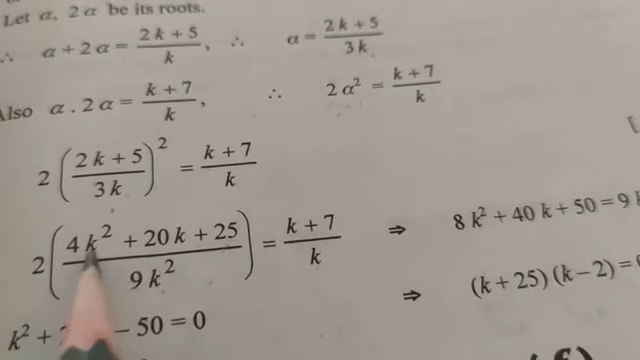 Let α, 2α be its roots.
∴ α + 2α = (2k + 5)/k, ∴ α = (2k + 5)/3k
Also α . 2α = (k + 7)/k, ∴ 2α² = (k + 7)/k
2((2k + 5)/3k)² = (k + 7)/k
2((4k² + 20k + 25)/9k²) = (k + 7)/k ⇒ 8k² + 40k + 50 = 9
⇒ (k + 25)(k − 2) =
k² + − 50 = 0